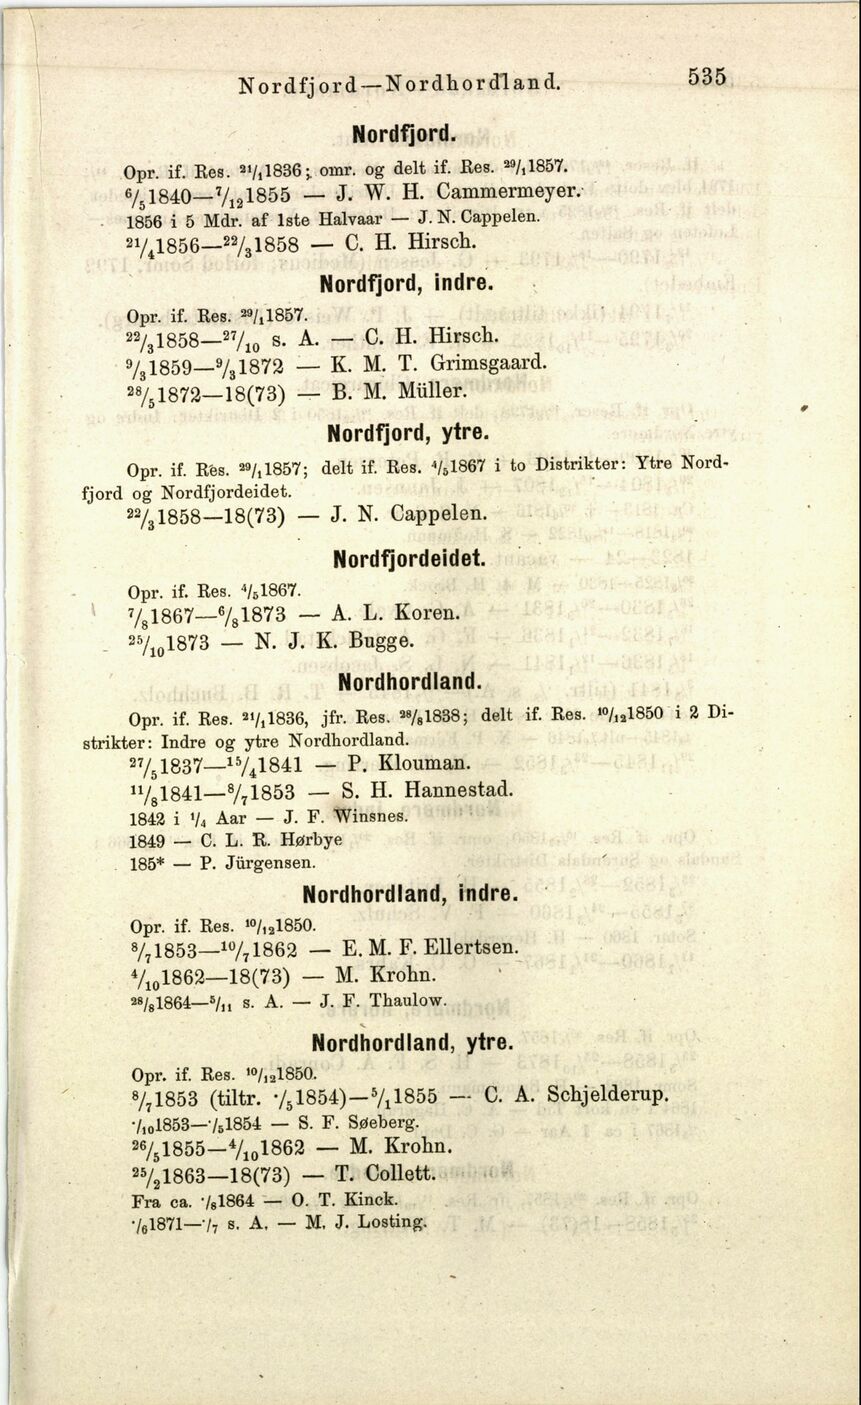 Nordfjord—Nordhordland. 535
Nordfjord.
Opr. if. Res. ²¹/₁1836; omr. og delt if. Res. ²⁹/₁1857.
⁶/₅1840—⁷/₁₂1855 — J. W. H. Cammermeyer.
1856 i 5 Mdr. af 1ste Halvaar — J. N. Cappelen.
²¹/₄1856—²²/₃1858 — C. H. Hirsch.
Nordfjord, indre.
Opr. if. Res. ²⁹/₁1857.
²²/₃1858—²⁷/₁₀ s. A. — C. H. Hirsch.
⁹/₃1859—⁹/₃1872 — K. M. T. Grimsgaard.
²⁸/₅1872—18(73) — B. M. Müller.
Nordfjord, ytre.
Opr. if. Res. ²⁹/₁1857; delt if. Res. ⁴/₅1867 i to Distrikter: Ytre Nord-
fjord og Nordfjordeidet.
²²/₃1858—18(73) — J. N. Cappelen.
Nordfjordeidet.
Opr. if. Res. ⁴/₅1867.
⁷/₈1867—⁶/₈1873 — A. L. Koren.
²⁵/₁₀1873 — N. J. K. Bugge.
Nordhordland.
Opr. if. Res. ²¹/₁1836, jfr. Res. ²⁸/₈1838; delt if. Res. ¹⁰/₁₂1850 i 2 Di-
strikter: Indre og ytre Nordhordland.
²⁷/₅1837—¹⁵/₄1841 — P. Klouman.
¹¹/₈1841—⁸/₇1853 — S. H. Hannestad.
1842 i ¹/₄ Aar — J. F. Winsnes.
1849 — C. L. R. Hørbye
185* — P. Jürgensen.
Nordhordland, indre.
Opr. if. Res. ¹⁰/₁₂1850.
⁸/₇1853—¹⁰/₇1862 — E. M. F. Ellertsen.
⁴/₁₀1862—18(73) — M. Krohn.
²⁸/₈1864—⁵/₁₁ s. A. — J. F. Thaulow.
Nordhordland, ytre.
Opr. if. Res. ¹⁰/₁₂1850.
⁸/₇1853 (tiltr. ·/₅1854)—⁵/₁1855 — C. A. Schjelderup.
·/₁₀1853—·/₅1854 — S. F. Søeberg.
²⁶/₅1855—⁴/₁₀1862 — M. Krohn.
²⁵/₂1863—18(73) — T. Collett.
Fra ca. ·/₈1864 — O. T. Kinck.
·/₆1871—·/₇ s. A. — M. J. Losting.